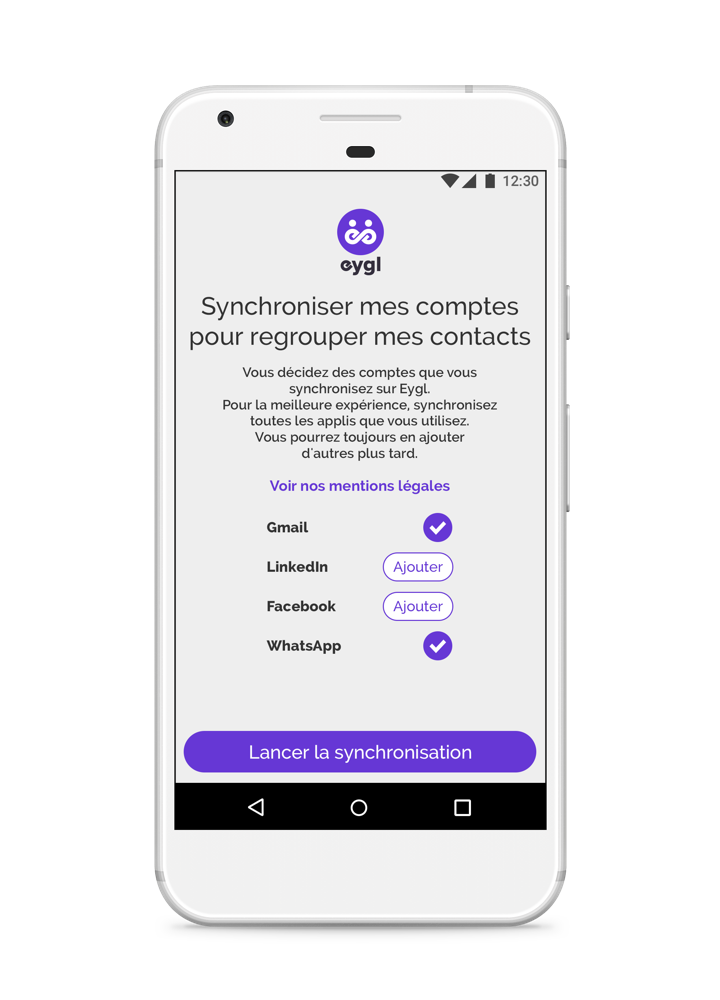 12:30
eygl
Synchroniser mes comptes
pour regrouper mes contacts
Vous décidez des comptes que vous
synchronisez sur Eygl.
Pour la meilleure expérience, synchronisez
toutes les applis que vous utilisez.
Vous pourrez toujours en ajouter
d'autres plus tard.
Voir nos mentions légales
Gmail
LinkedIn Ajouter
Facebook Ajouter
WhatsApp
Lancer la synchronisation